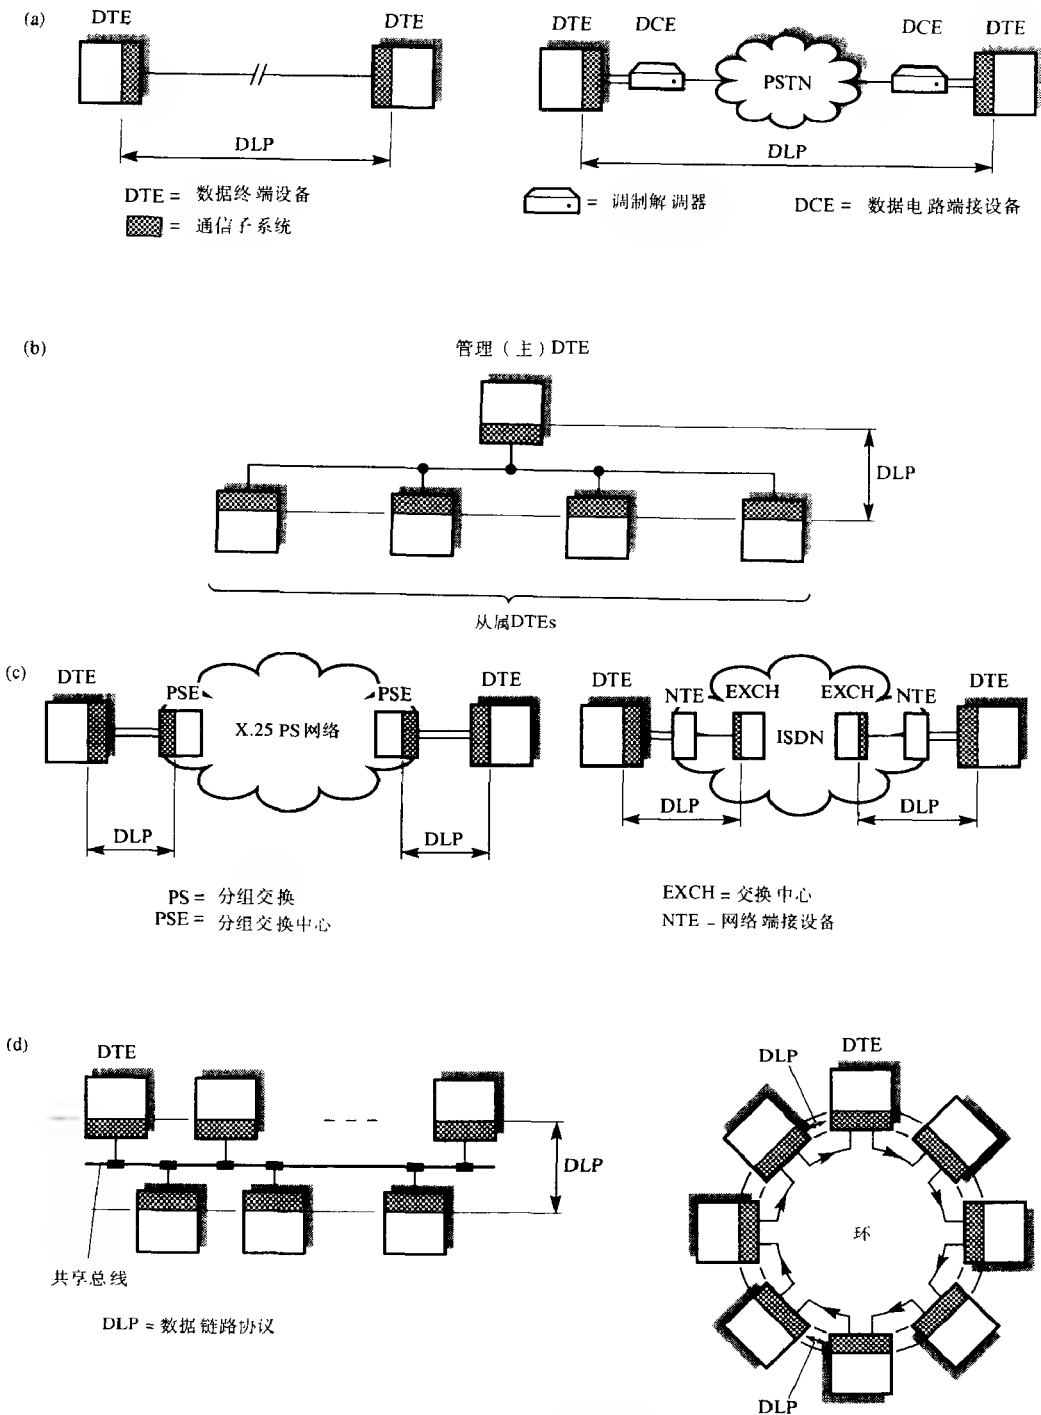 (a)
DTE
DTE
DTE
DCE
DCE
DTE
PSTN
DLP
DLP
DTE = 数据终端设备
= 通信子系统
= 调制解调器
DCE = 数据电路端接设备
(b)
管理（主）DTE
DLP
从属DTEs
(c)
DTE
PSE
PSE
DTE
X.25 PS网络
DLP
DLP
DTE
NTE
EXCH
EXCH
NTE
DTE
ISDN
DLP
DLP
PS = 分组交换
PSE = 分组交换中心
EXCH = 交换中心
NTE – 网络端接设备
(d)
DTE
DLP
共享总线
DLP = 数据链路协议
DLP
DTE
环
DLP